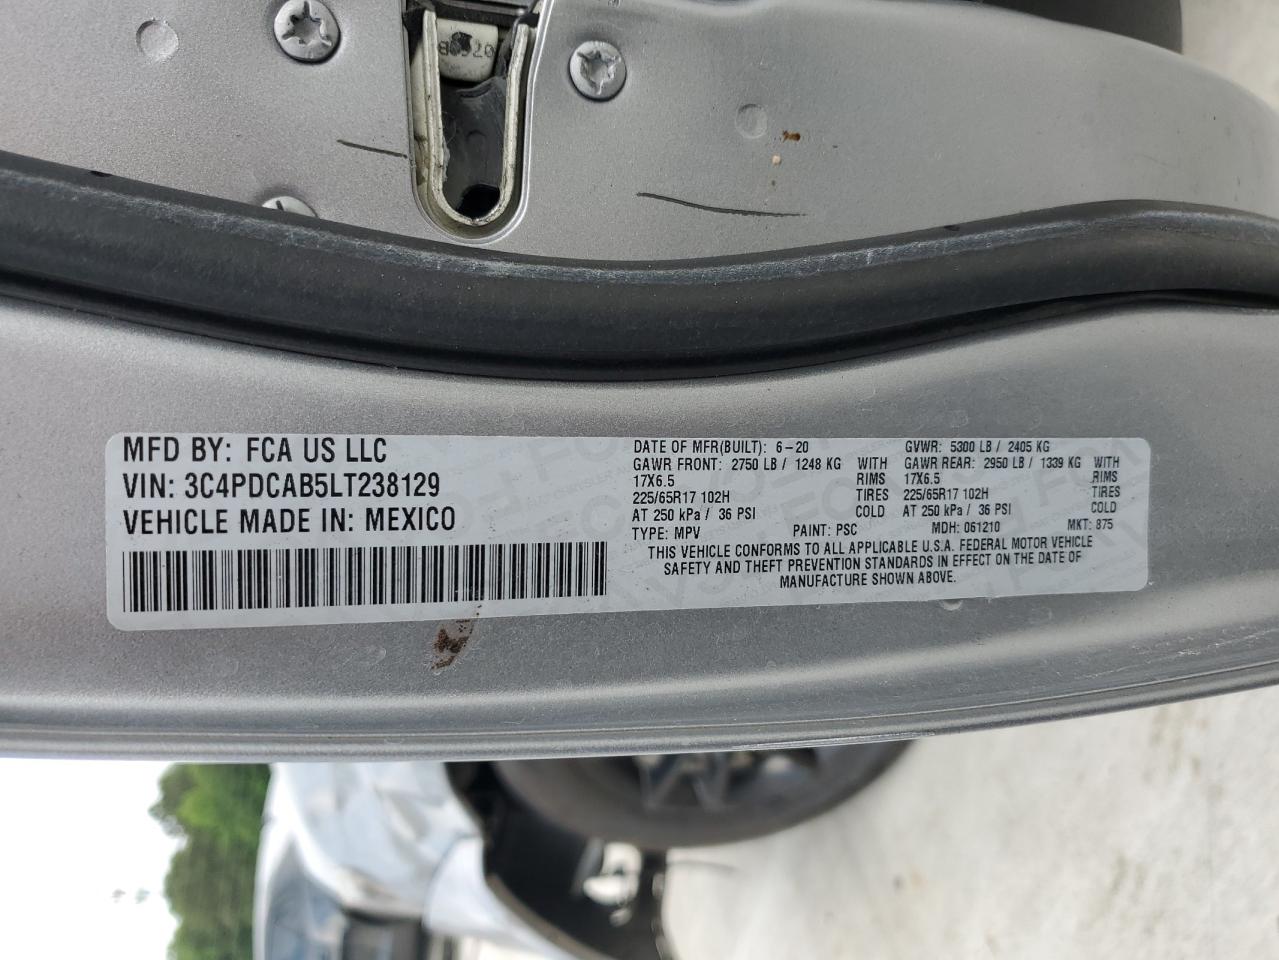 MFD BY: FCA US LLC
VIN: 3C4PDCAB5LT238129
VEHICLE MADE IN: MEXICO
DATE OF MFR(BUILT): 6-20 GVWR: 5300 LB / 2405 KG
GAWR FRONT: 2750 LB / 1248 KG WITH GAWR REAR: 2950 LB / 1339 KG WITH
17X6.5 RIMS 17X6.5 RIMS
225/65R17 102H TIRES 225/65R17 102H TIRES
AT 250 kPa / 36 PSI COLD AT 250 kPa / 36 PSI COLD
TYPE: MPV PAINT: PSC MDH: 061210 MKT: 875
THIS VEHICLE CONFORMS TO ALL APPLICABLE U.S.A. FEDERAL MOTOR VEHICLE
SAFETY AND THEFT PREVENTION STANDARDS IN EFFECT ON THE DATE OF
MANUFACTURE SHOWN ABOVE.